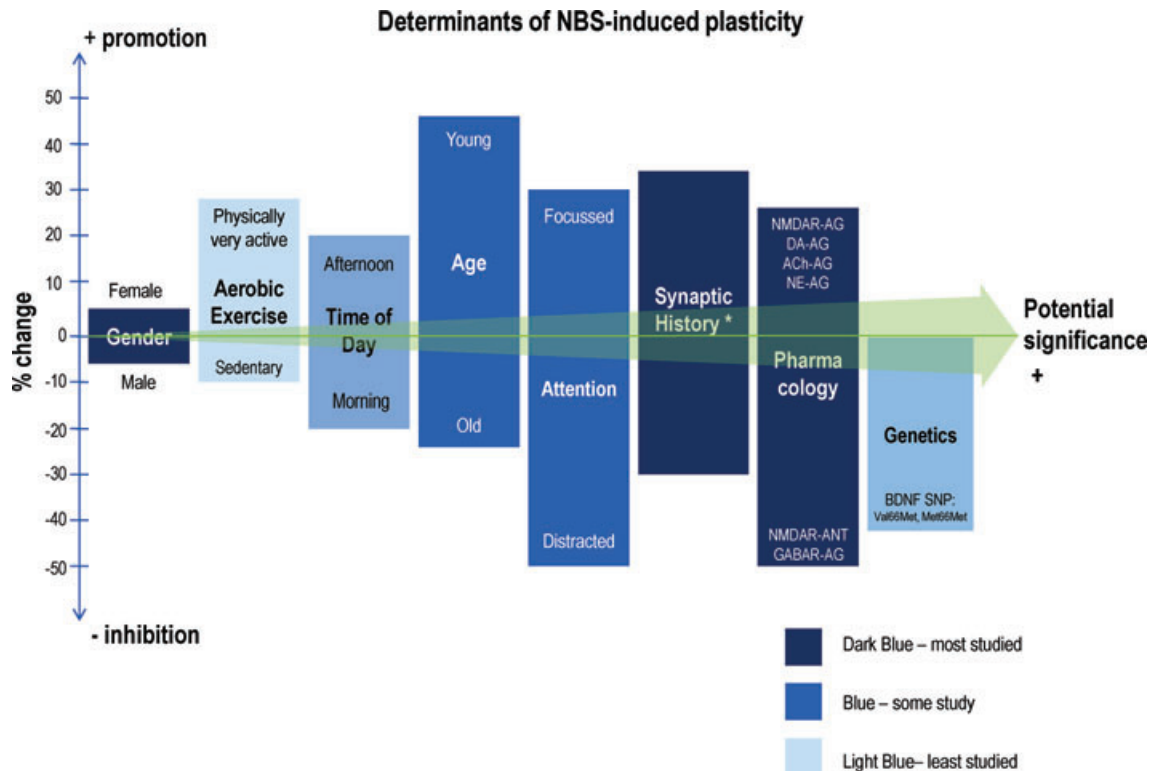 Determinants of NBS-induced plasticity
+ promotion
% change
50
40
30
20
10
0
-10
-20
-30
-40
-50
- inhibition
Female
Gender
Male
Physically
very active
Aerobic
Exercise
Sedentary
Afternoon
Time of
Day
Morning
Young
Age
Old
Focussed
Attention
Distracted
Synaptic
History *
NMDAR-AG
DA-AG
ACh-AG
NE-AG
Pharma
cology
NMDAR-ANT
GABAR-AG
Genetics
BDNF SNP:
Val66Met, Met66Met
Potential
significance
+
Dark Blue – most studied
Blue – some study
Light Blue– least studied